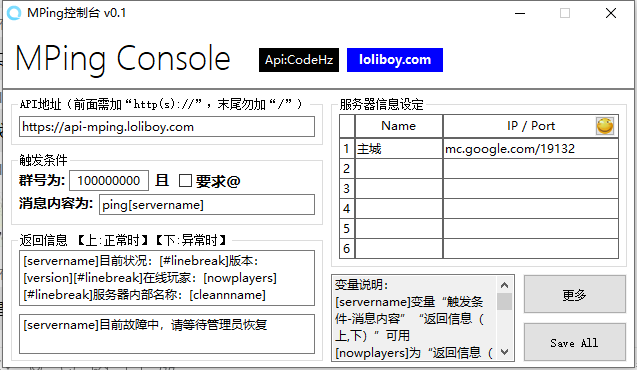 MPing控制台 v0.1
MPing Console
Api:CodeHz
loliboy.com
API地址（前面需加“http(s)://”，末尾勿加“/”）
https://api-mping.loliboy.com
触发条件
群号为: 100000000 且 要求@
消息内容为: ping[servername]
返回信息 【上:正常时】【下:异常时】
[servername]目前状况: [#linebreak]版本:
[version][#linebreak]在线玩家: [nowplayers]
[#linebreak]服务器内部名称: [cleannname]
[servername]目前故障中，请等待管理员恢复
服务器信息设定
Name IP / Port
1 主城 mc.google.com/19132
2
3
4
5
6
变量说明:
[servername]变量“触发条
件-消息内容”“返回信息（
上,下）”可用
[nowplayers]为“返回信息（
更多
Save All